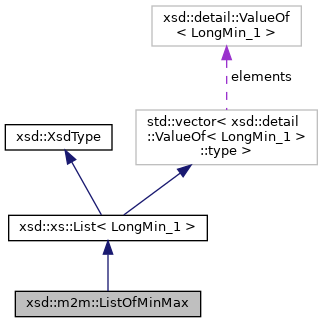 xsd::detail::ValueOf
< LongMin_1 >
elements
std::vector< xsd::detail
::ValueOf< LongMin_1 >
::type >
xsd::XsdType
xsd::xs::List< LongMin_1 >
xsd::m2m::ListOfMinMax